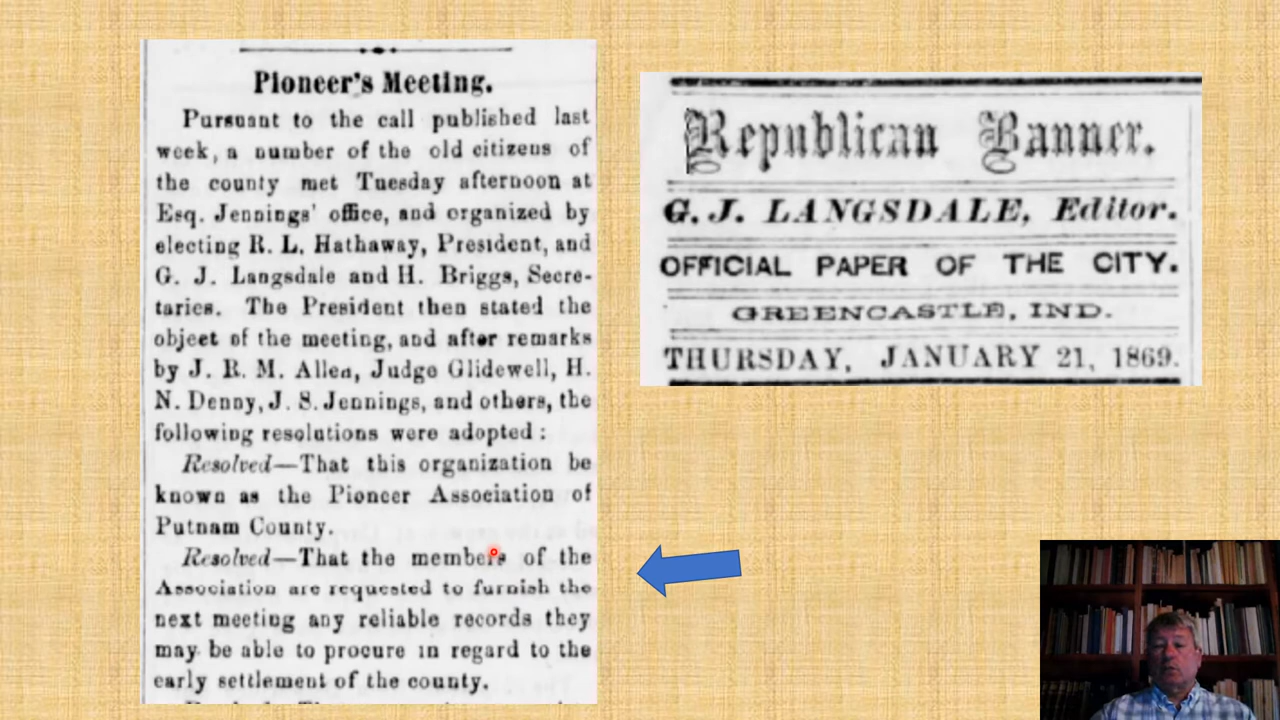 Pioneer's Meeting.
Pursuant to the call published last
week, a number of the old citizens of
the county met Tuesday afternoon at
Esq. Jennings' office, and organized by
electing R. L. Hathaway, President, and
G. J. Langsdale and H. Briggs, Secre-
taries. The President then stated the
object of the meeting, and after remarks
by J. R. M. Allen, Judge Glidewell, H.
N. Denny, J. S. Jennings, and others, the
following resolutions were adopted:
Resolved—That this organization be
known as the Pioneer Association of
Putnam County.
Resolved—That the members of the
Association are requested to furnish the
next meeting any reliable records they
may be able to procure in regard to the
early settlement of the county.
Republican Banner.
G. J. LANGSDALE, Editor.
OFFICIAL PAPER OF THE CITY.
GREENCASTLE, IND.
THURSDAY, JANUARY 21, 1869.